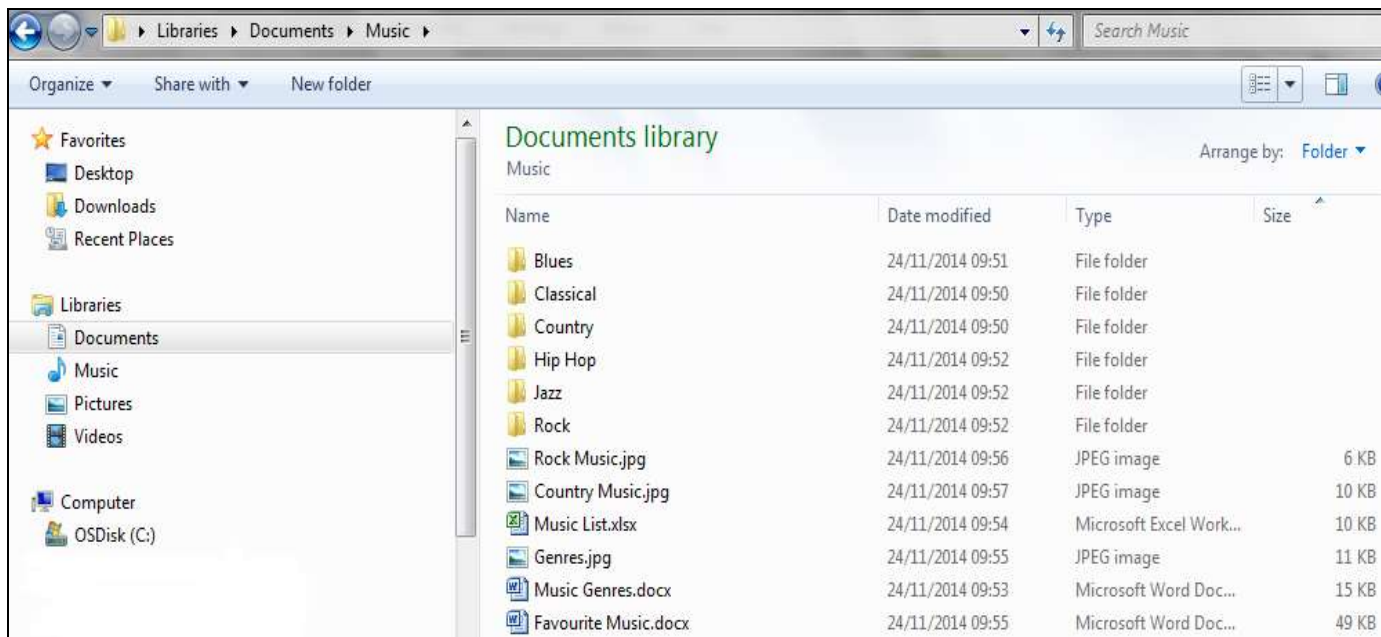 Libraries Documents Music
Search Music
Organize Share with New folder
Favorites
Desktop
Downloads
Recent Places
Libraries
Documents
Music
Pictures
Videos
Computer
OSDisk (C:)
Documents library
Music
Arrange by: Folder
Name Date modified Type Size
Blues 24/11/2014 09:51 File folder
Classical 24/11/2014 09:50 File folder
Country 24/11/2014 09:50 File folder
Hip Hop 24/11/2014 09:52 File folder
Jazz 24/11/2014 09:52 File folder
Rock 24/11/2014 09:52 File folder
Rock Music.jpg 24/11/2014 09:56 JPEG image 6 KB
Country Music.jpg 24/11/2014 09:57 JPEG image 10 KB
Music List.xlsx 24/11/2014 09:54 Microsoft Excel Work... 10 KB
Genres.jpg 24/11/2014 09:55 JPEG image 11 KB
Music Genres.docx 24/11/2014 09:53 Microsoft Word Doc... 15 KB
Favourite Music.docx 24/11/2014 09:55 Microsoft Word Doc... 49 KB